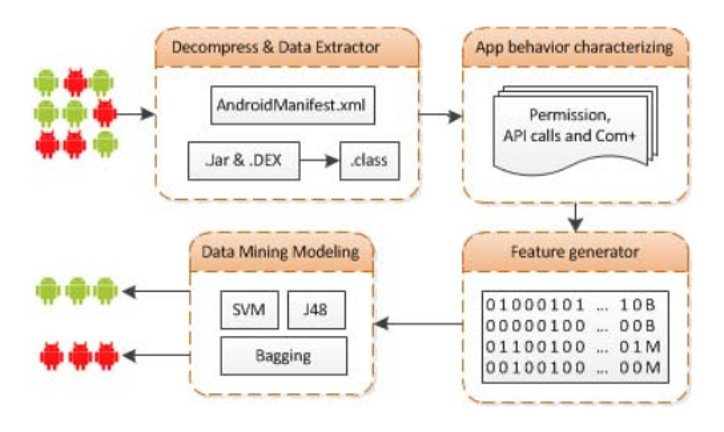 Decompress & Data Extractor
AndroidManifest.xml
.Jar & .DEX
.class
App behavior characterizing
Permission,
API calls and Com+
Feature generator
01000101 ... 10B
00000100 ... 00B
01100100 ... 01M
00100100 ... 00M
Data Mining Modeling
SVM
J48
Bagging